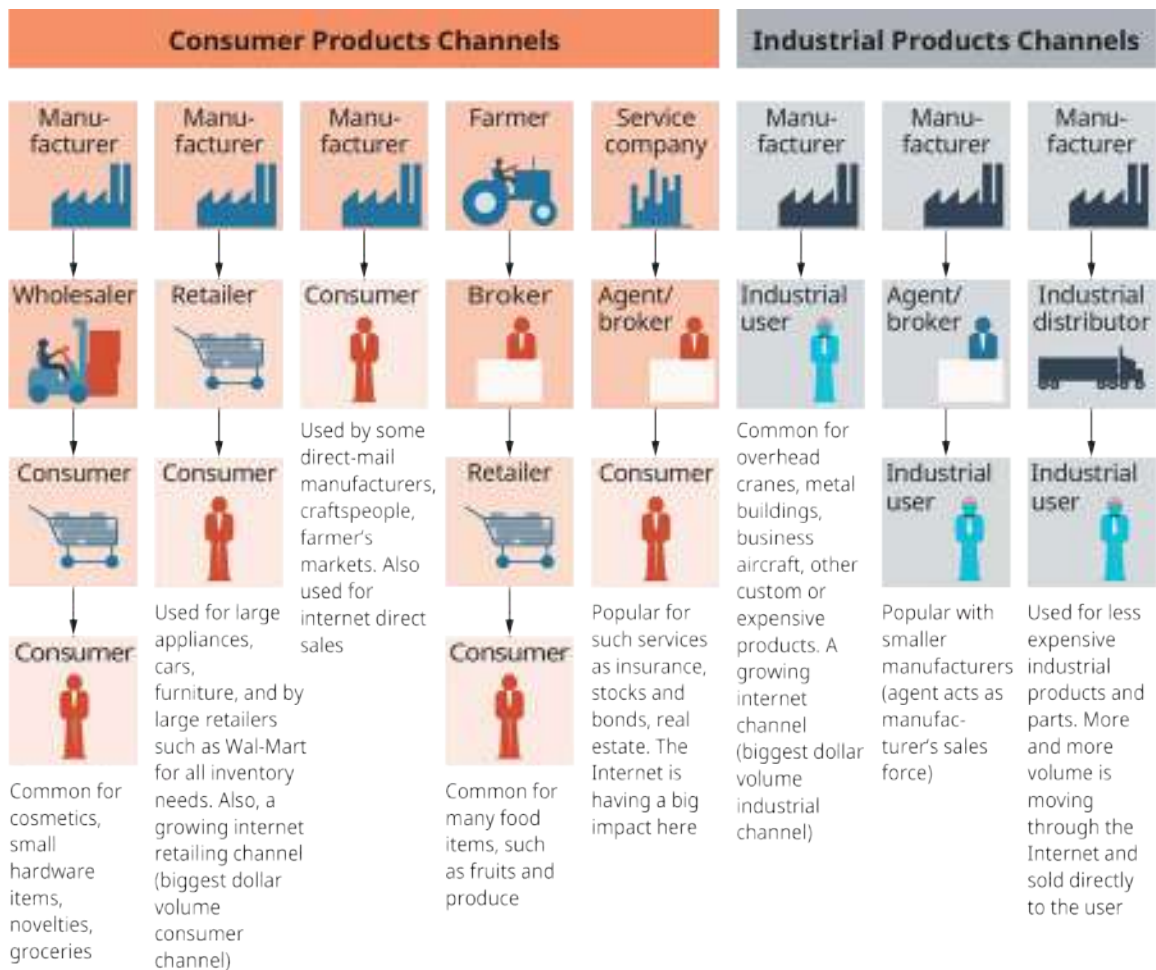 Consumer Products Channels
Industrial Products Channels
Manu-
facturer
Wholesaler
Consumer
Consumer
Common for
cosmetics,
small
hardware
items,
novelties,
groceries
Manu-
facturer
Retailer
Consumer
Used for large
appliances,
cars,
furniture, and by
large retailers
such as Wal-Mart
for all inventory
needs. Also, a
growing internet
retailing channel
(biggest dollar
volume
consumer
channel)
Manu-
facturer
Consumer
Used by some
direct-mail
manufacturers,
craftspeople,
farmer's
markets. Also
used for
internet direct
sales
Farmer
Broker
Retailer
Consumer
Common for
many food
items, such
as fruits and
produce
Service
company
Agent/
broker
Consumer
Popular for
such services
as insurance,
stocks and
bonds, real
estate. The
Internet is
having a big
impact here
Manu-
facturer
Industrial
user
Common for
overhead
cranes, metal
buildings,
business
aircraft, other
custom or
expensive
products. A
growing
internet
channel
(biggest dollar
volume
industrial
channel)
Manu-
facturer
Agent/
broker
Industrial
user
Popular with
smaller
manufacturers
(agent acts as
manufac-
turer's sales
force)
Manu-
facturer
Industrial
distributor
Industrial
user
Used for less
expensive
industrial
products and
parts. More
and more
volume is
moving
through the
Internet and
sold directly
to the user